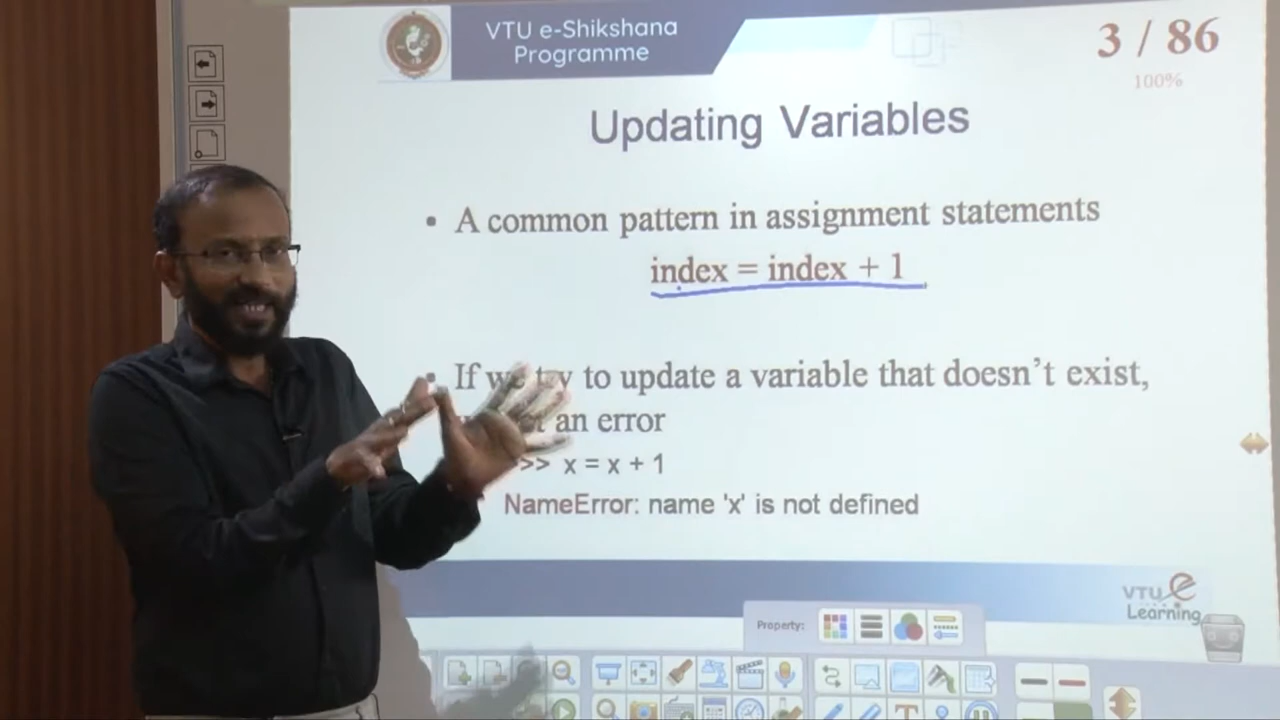 VTU e-Shikshana
Programme
3 / 86
100%
Updating Variables
• A common pattern in assignment statements
index = index + 1
• If we try to update a variable that doesn't exist,
an error
>>> x = x + 1
NameError: name 'x' is not defined
VTU e
Learning
Property: